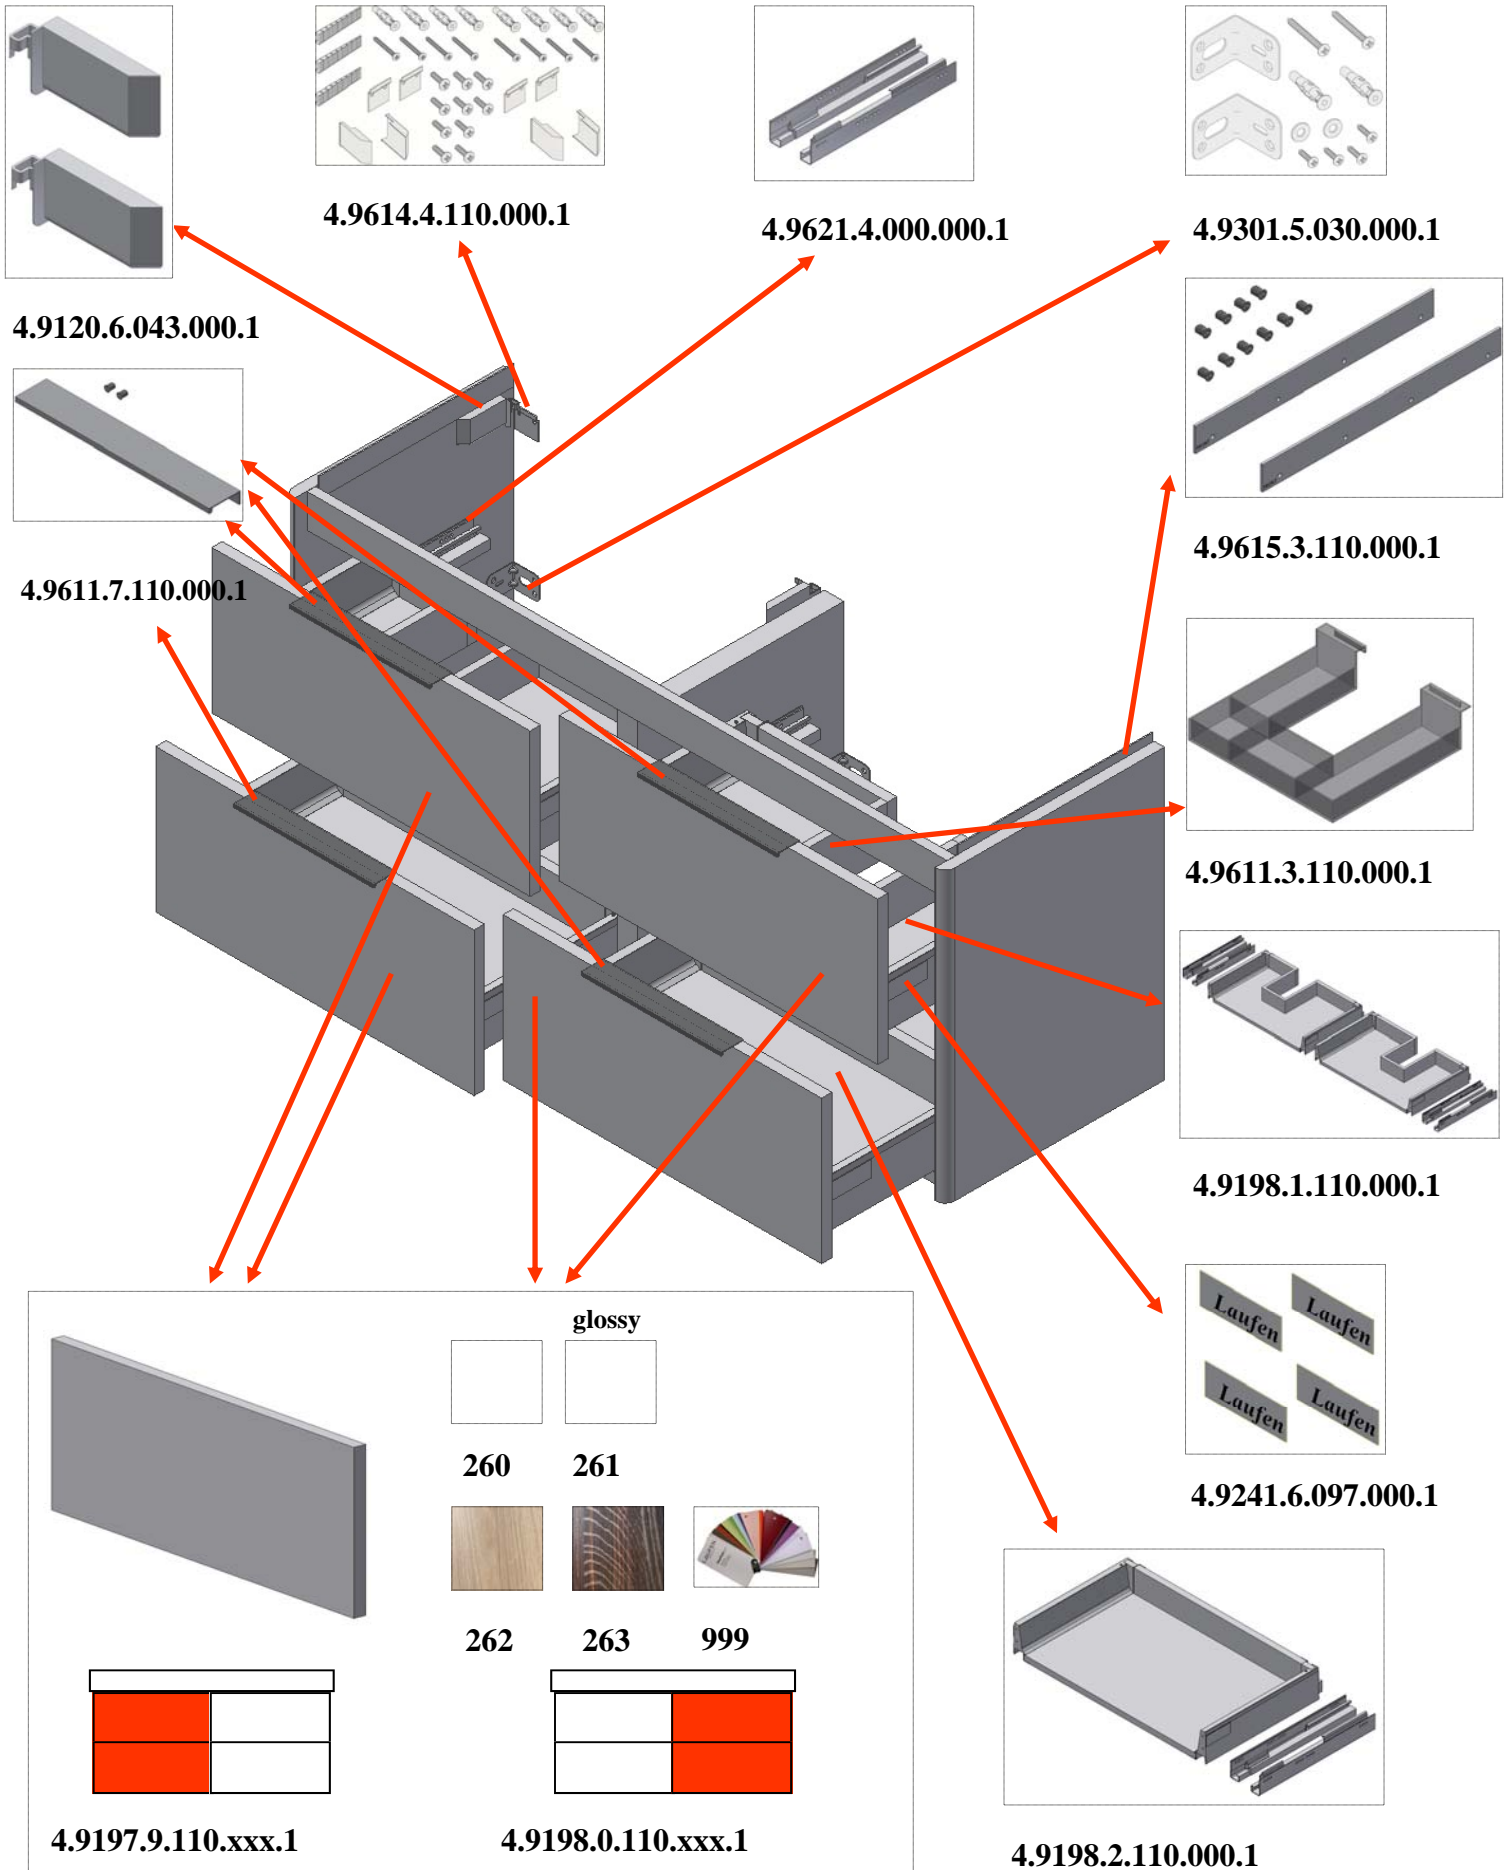 4.9614.4.110.000.1
4.9621.4.000.000.1
4.9301.5.030.000.1
4.9120.6.043.000.1
4.9615.3.110.000.1
4.9611.7.110.000.1
4.9611.3.110.000.1
4.9198.1.110.000.1
glossy
Laufen
Laufen
Laufen
Laufen
260
261
4.9241.6.097.000.1
262
263
999
4.9197.9.110.xxx.1
4.9198.0.110.xxx.1
4.9198.2.110.000.1